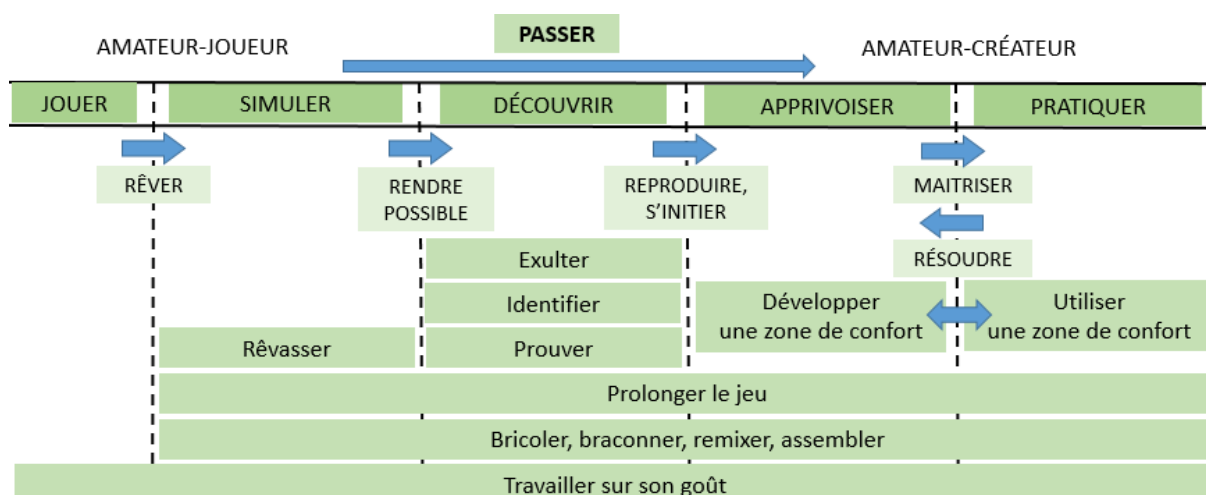 PASSER
AMATEUR-JOUEUR
AMATEUR-CRÉATEUR
JOUER
SIMULER
DÉCOUVRIR
APPRIVOISER
PRATIQUER
RÊVER
RENDRE
POSSIBLE
REPRODUIRE,
S'INITIER
MAITRISER
RÉSOUDRE
Exulter
Identifier
Développer
une zone de confort
Utiliser
une zone de confort
Rêvasser
Prouver
Prolonger le jeu
Bricoler, braconner, remixer, assembler
Travailler sur son goût